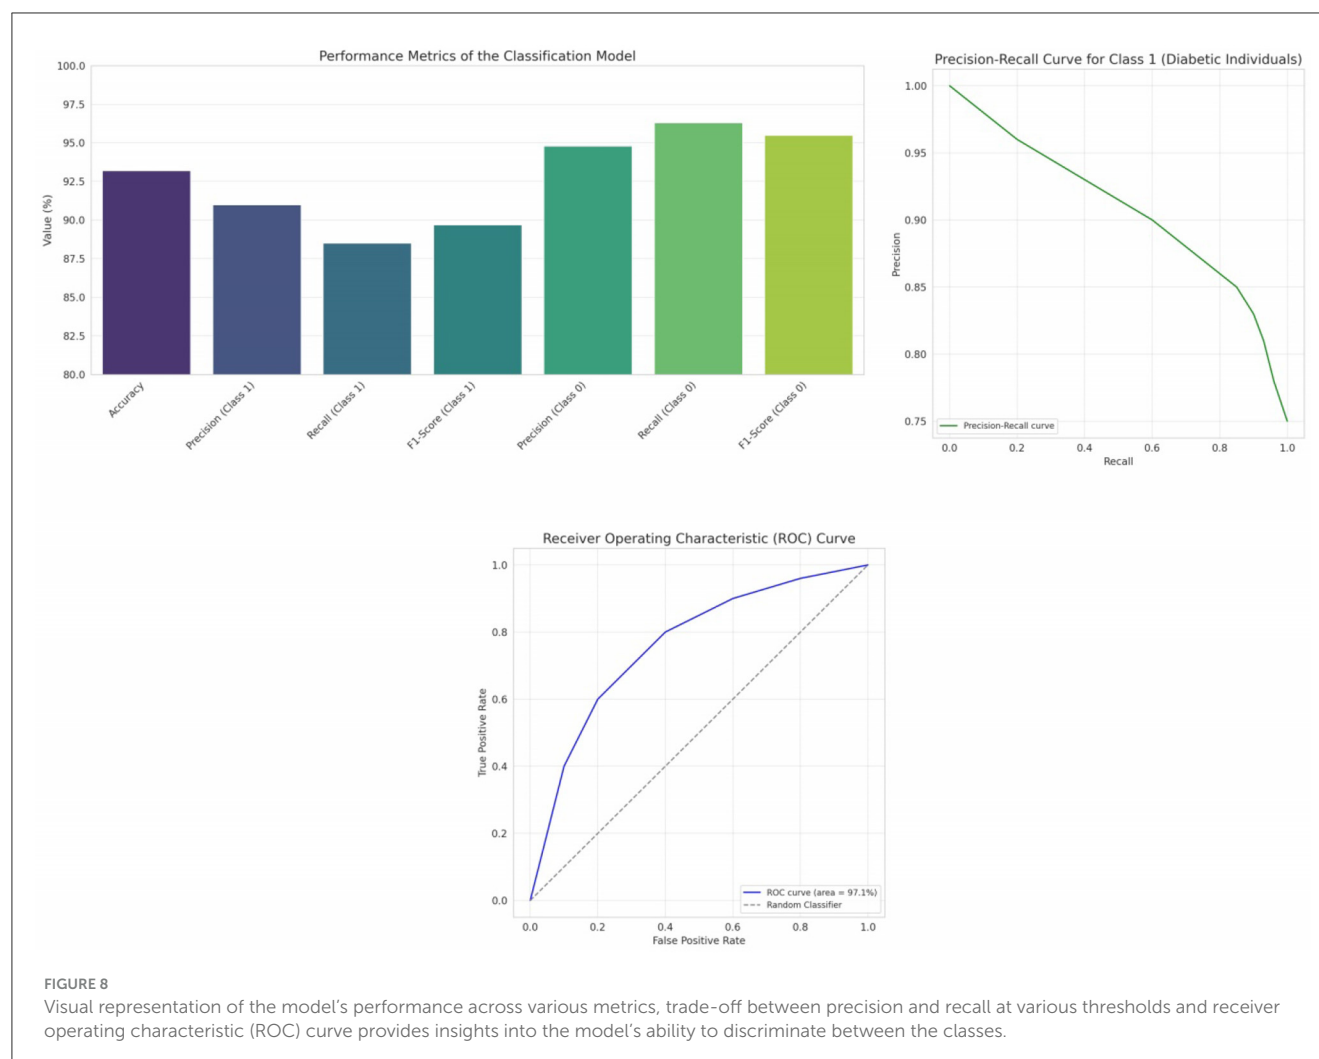 Performance Metrics of the Classification Model
100.0
97.5
95.0
92.5
90.0
87.5
85.0
82.5
80.0
Value (%)
Accuracy
Precision (Class 1)
Recall (Class 1)
F1-Score (Class 1)
Precision (Class 0)
Recall (Class 0)
F1-Score (Class 0)
Precision-Recall Curve for Class 1 (Diabetic Individuals)
1.00
0.95
0.90
0.85
0.80
0.75
Precision
Precision-Recall curve
0.0 0.2 0.4 0.6 0.8 1.0
Recall
Receiver Operating Characteristic (ROC) Curve
1.0
0.8
0.6
0.4
0.2
0.0
True Positive Rate
ROC curve (area = 97.1%)
Random Classifier
0.0 0.2 0.4 0.6 0.8 1.0
False Positive Rate
FIGURE 8
Visual representation of the model's performance across various metrics, trade-off between precision and recall at various thresholds and receiver
operating characteristic (ROC) curve provides insights into the model's ability to discriminate between the classes.